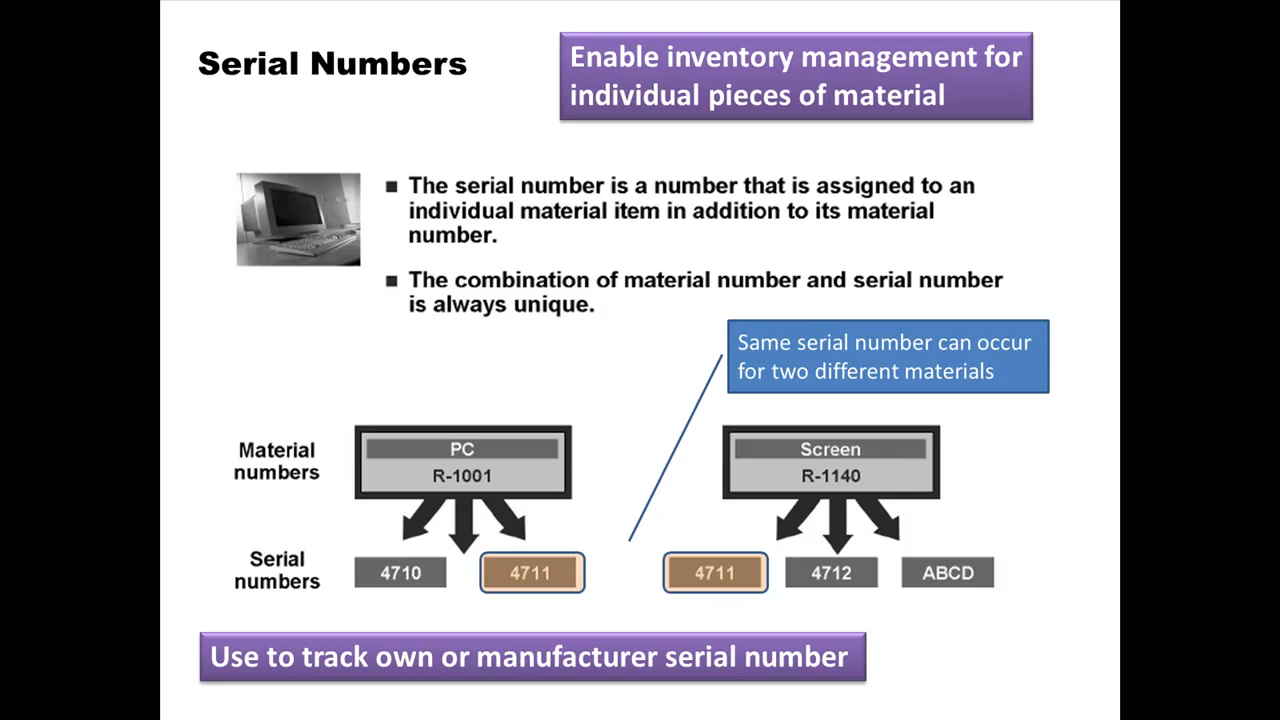 Serial Numbers
Enable inventory management for
individual pieces of material
■ The serial number is a number that is assigned to an
individual material item in addition to its material
number.
■ The combination of material number and serial number
is always unique.
Same serial number can occur
for two different materials
Material
numbers
PC
R-1001
Screen
R-1140
Serial
numbers
4710
4711
4711
4712
ABCD
Use to track own or manufacturer serial number